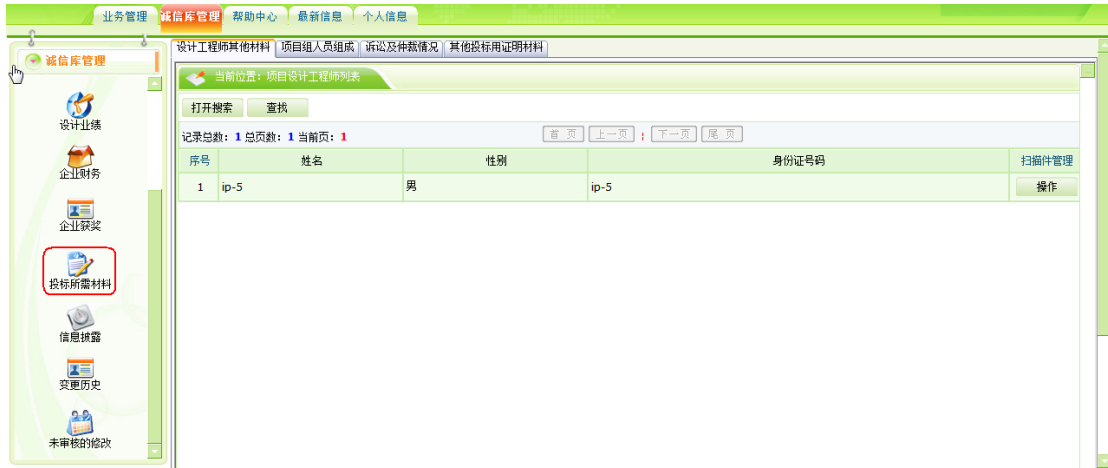 业务管理 诚信库管理 帮助中心 最新信息 个人信息
诚信库管理
设计业绩
企业财务
企业获奖
投标所需材料
信息披露
变更历史
未审核的修改
设计工程师其他材料 项目组人员组成 诉讼及仲裁情况 其他投标用证明材料
当前位置：项目设计工程师列表
打开搜索 查找
记录总数：1 总页数：1 当前页：1 首 页 上一页 下一页 尾 页
序号 姓名 性别 身份证号码 扫描件管理
1 ip-5 男 ip-5 操作